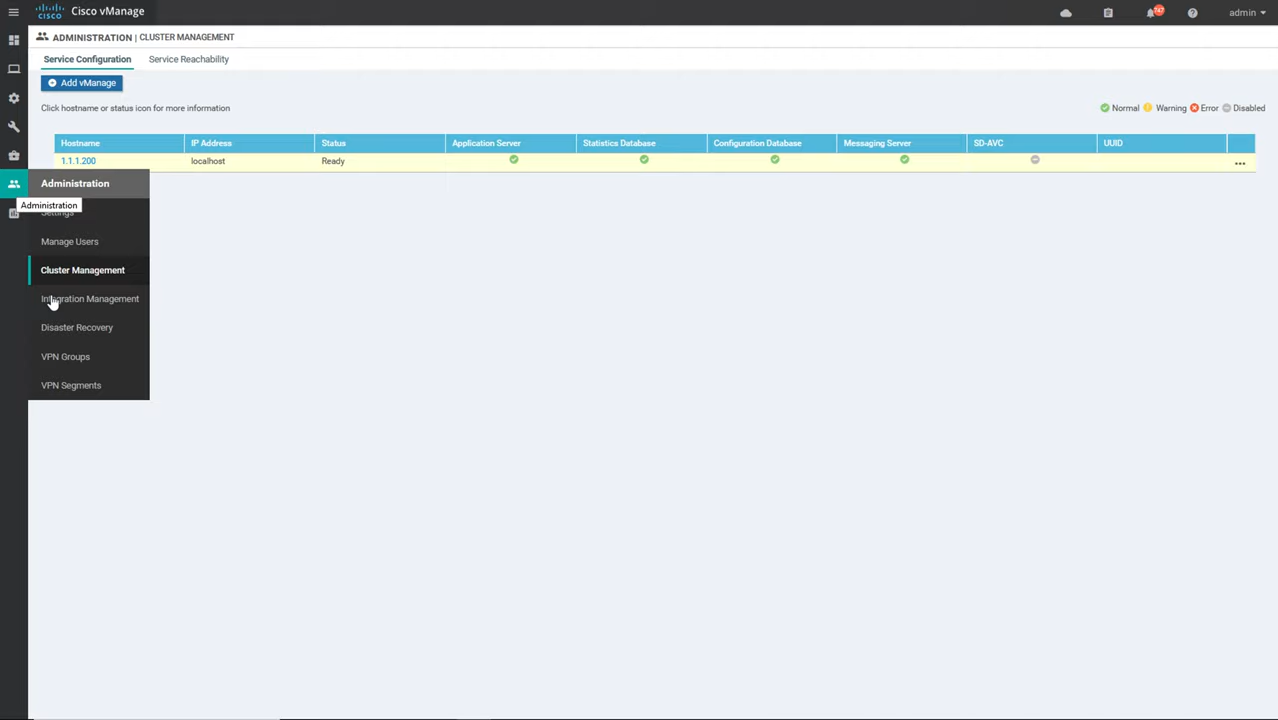 CISCO Cisco vManage 747 admin
ADMINISTRATION | CLUSTER MANAGEMENT
Service Configuration Service Reachability
Add vManage
Click hostname or status icon for more information Normal Warning Error Disabled
Hostname IP Address Status Application Server Statistics Database Configuration Database Messaging Server SD-AVC UUID
1.1.1.200 localhost Ready
Administration
Administration
Settings
Manage Users
Cluster Management
Integration Management
Disaster Recovery
VPN Groups
VPN Segments